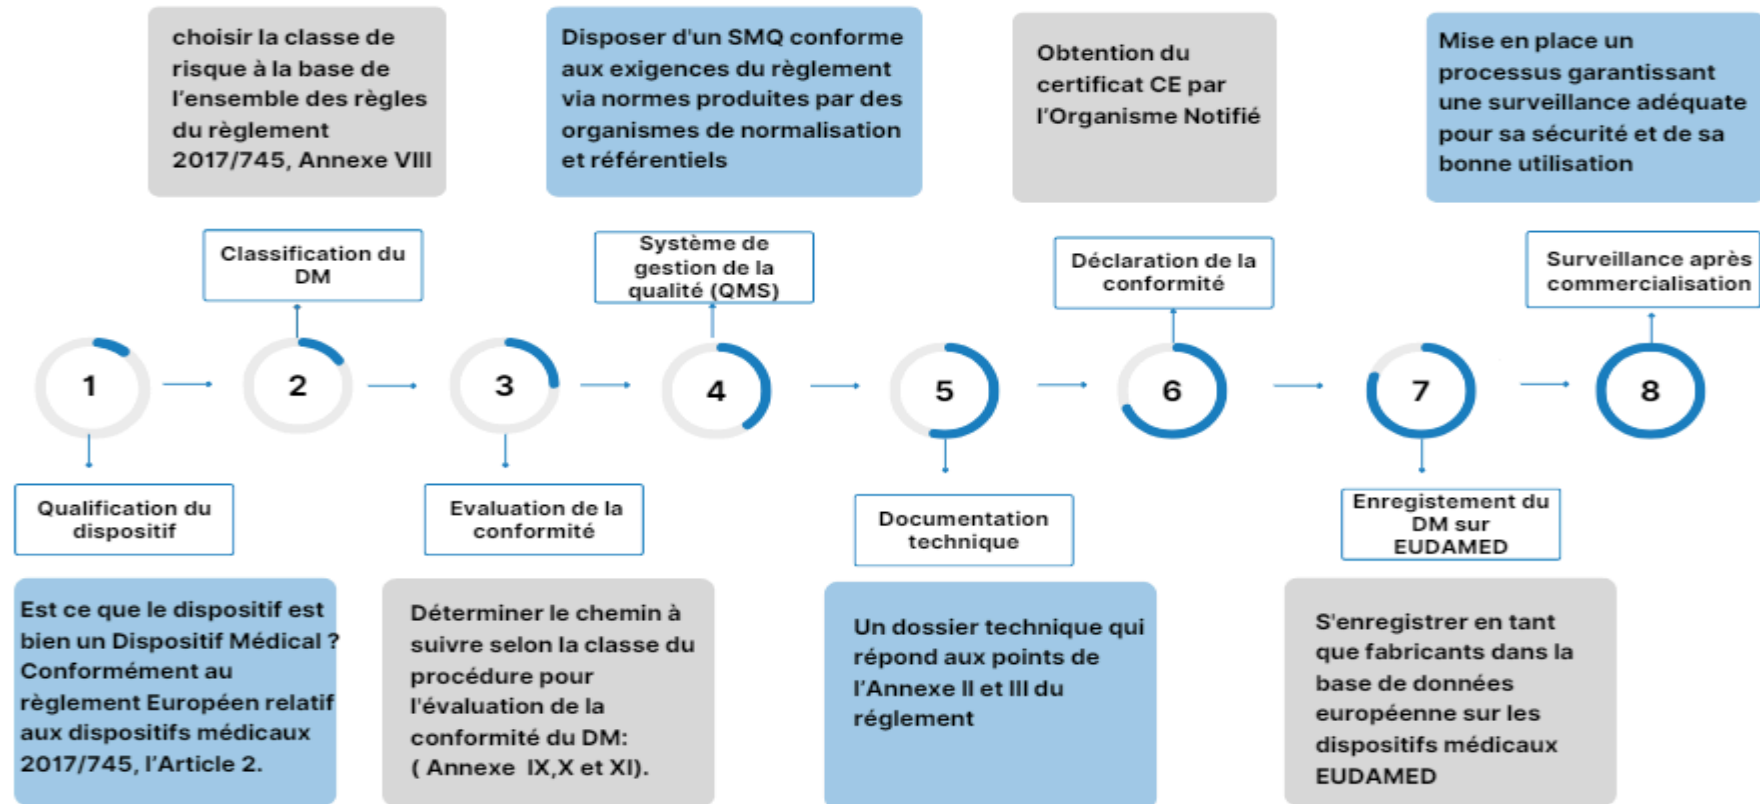 choisir la classe de
risque à la base de
l'ensemble des règles
du règlement
2017/745, Annexe VIII
Disposer d'un SMQ conforme
aux exigences du règlement
via normes produites par des
organismes de normalisation
et référentiels
Obtention du
certificat CE par
l'Organisme Notifié
Mise en place un
processus garantissant
une surveillance adéquate
pour sa sécurité et de sa
bonne utilisation
Classification du
DM
Système de
gestion de la
qualité (QMS)
Déclaration de la
conformité
Surveillance après
commercialisation
1
2
3
4
5
6
7
8
Qualification du
dispositif
Evaluation de la
conformité
Documentation
technique
Enregistement du
DM sur
EUDAMED
Est ce que le dispositif est
bien un Dispositif Médical ?
Conformément au
règlement Européen relatif
aux dispositifs médicaux
2017/745, l'Article 2.
Déterminer le chemin à
suivre selon la classe du
procédure pour
l'évaluation de la
conformité du DM:
( Annexe IX,X et XI).
Un dossier technique qui
répond aux points de
l'Annexe II et III du
réglement
S'enregistrer en tant
que fabricants dans la
base de données
européenne sur les
dispositifs médicaux
EUDAMED